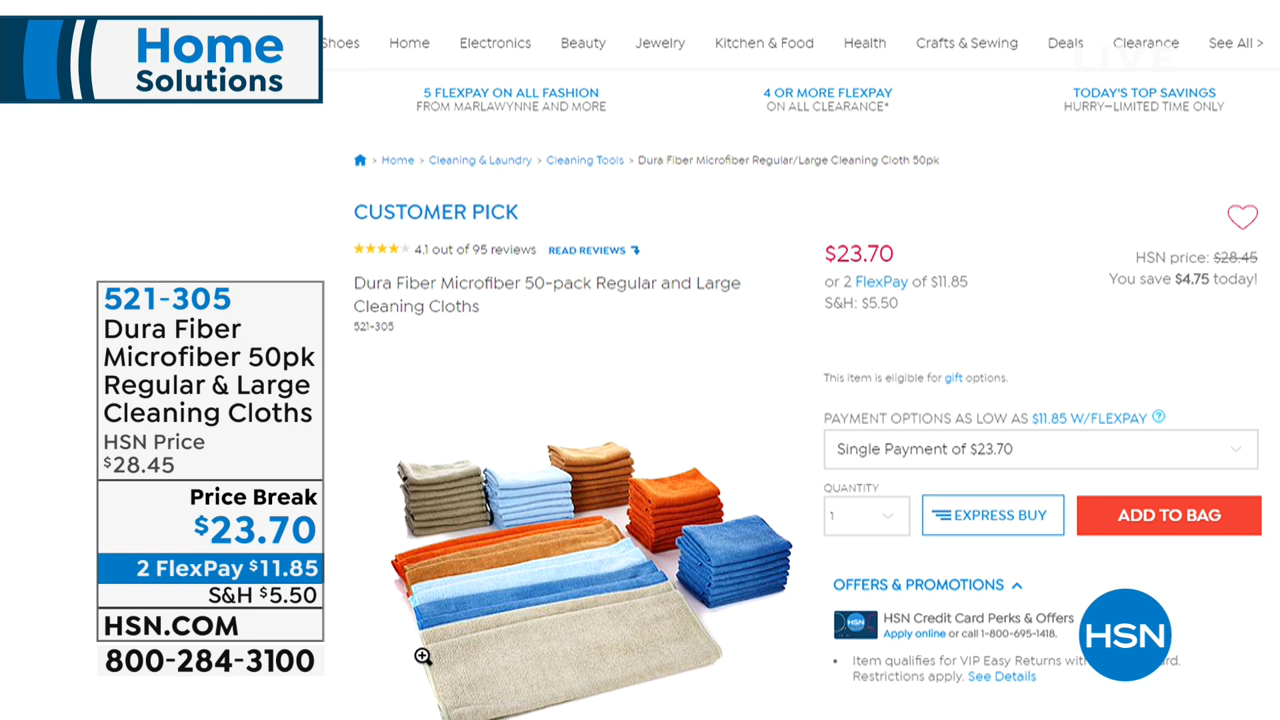 Home
Solutions
Shoes Home Electronics Beauty Jewelry Kitchen & Food Health Crafts & Sewing Deals Clearance See All >
LIVE
5 FLEXPAY ON ALL FASHION
FROM MARLAWYNNE AND MORE
4 OR MORE FLEXPAY
ON ALL CLEARANCE*
TODAY'S TOP SAVINGS
HURRY—LIMITED TIME ONLY
> Home > Cleaning & Laundry > Cleaning Tools > Dura Fiber Microfiber Regular/Large Cleaning Cloth 50pk
CUSTOMER PICK
4.1 out of 95 reviews READ REVIEWS
Dura Fiber Microfiber 50-pack Regular and Large
Cleaning Cloths
521-305
$23.70
or 2 FlexPay of $11.85
S&H: $5.50
HSN price: $28.45
You save $4.75 today!
This item is eligible for gift options.
PAYMENT OPTIONS AS LOW AS $11.85 W/FLEXPAY ?
Single Payment of $23.70
QUANTITY
1
EXPRESS BUY
ADD TO BAG
OFFERS & PROMOTIONS
HSN
HSN Credit Card Perks & Offers
Apply online or call 1-800-695-1418.
• Item qualifies for VIP Easy Returns
Restrictions apply. See Details
HSN
521-305
Dura Fiber
Microfiber 50pk
Regular & Large
Cleaning Cloths
HSN Price
$28.45
Price Break
$23.70
2 FlexPay $11.85
S&H $5.50
HSN.COM
800-284-3100